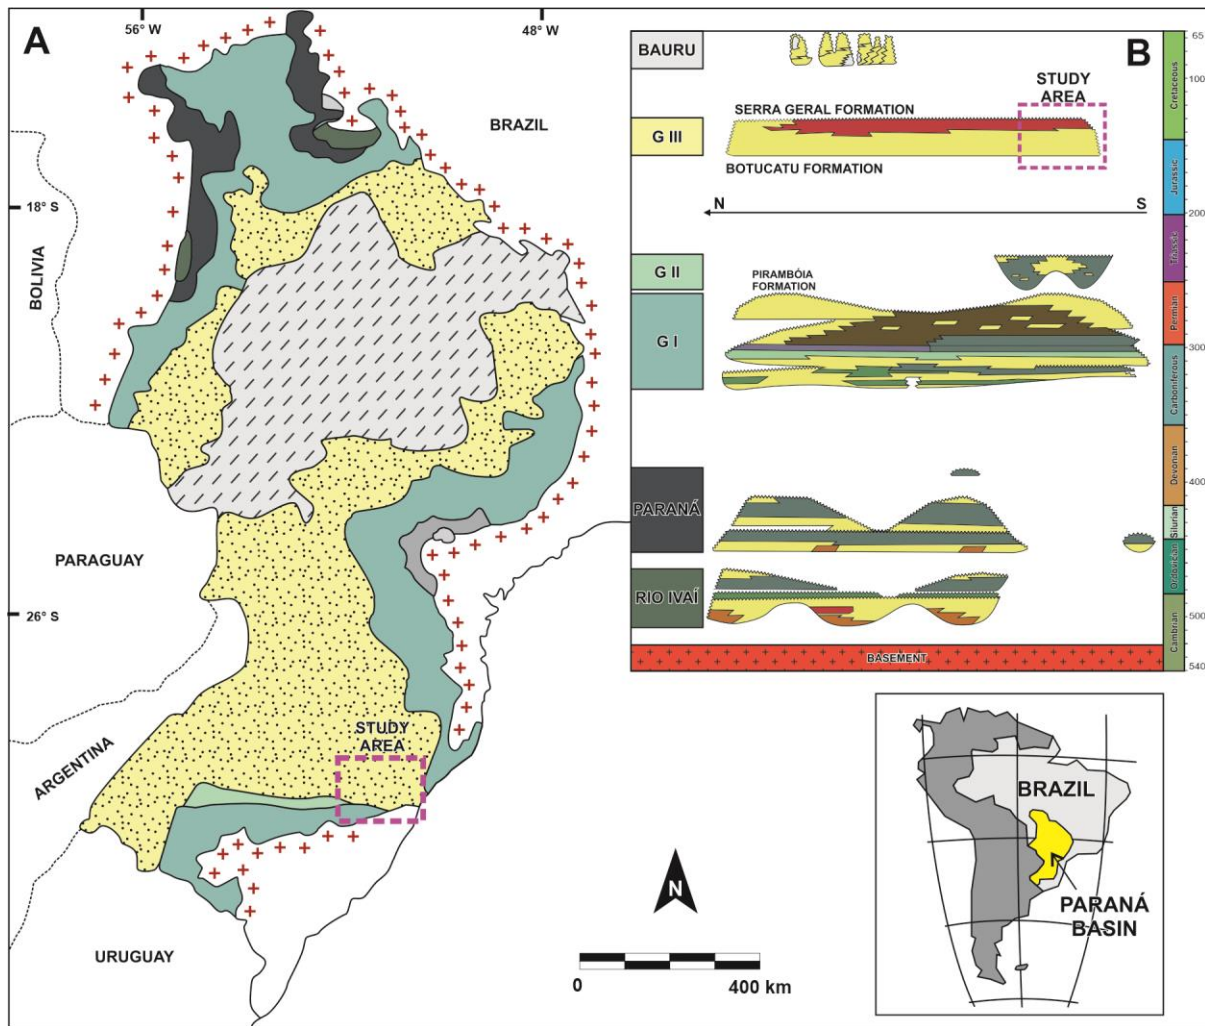 A
56° W
48° W
18° S
26° S
BRAZIL
BOLIVIA
PARAGUAY
ARGENTINA
URUGUAY
STUDY
AREA
N
0
400 km
B
BAURU
G III
G II
G I
PARANÁ
RIO IVAÍ
SERRA GERAL FORMATION
BOTUCATU FORMATION
STUDY
AREA
N
S
PIRAMBÓIA
FORMATION
BASEMENT
Cretaceous
Jurassic
Triassic
Permian
Carboniferous
Devonian
Silurian
Ordovician
Cambrian
65
100
200
300
400
500
540
BRAZIL
PARANÁ
BASIN